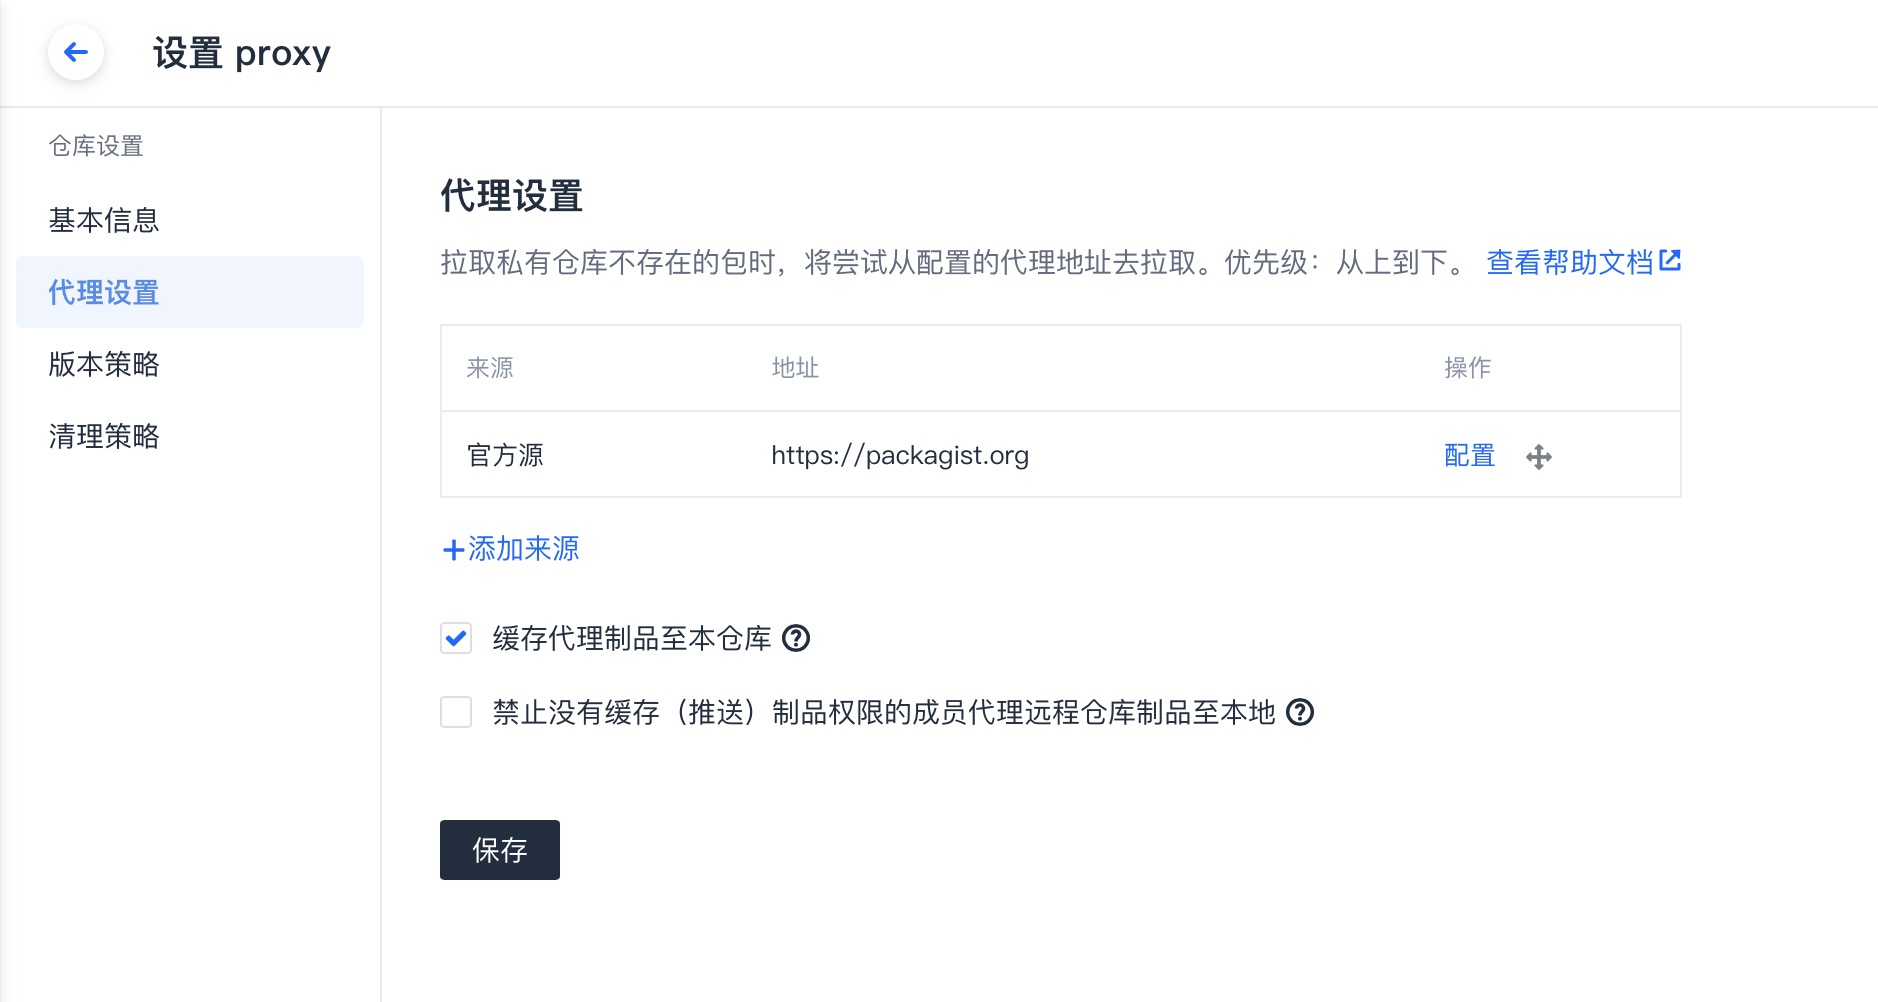 设置 proxy
仓库设置
基本信息
代理设置
版本策略
清理策略
代理设置
拉取私有仓库不存在的包时，将尝试从配置的代理地址去拉取。优先级：从上到下。 查看帮助文档
来源 地址 操作
官方源 https://packagist.org 配置
+添加来源
缓存代理制品至本仓库
禁止没有缓存（推送）制品权限的成员代理远程仓库制品至本地
保存